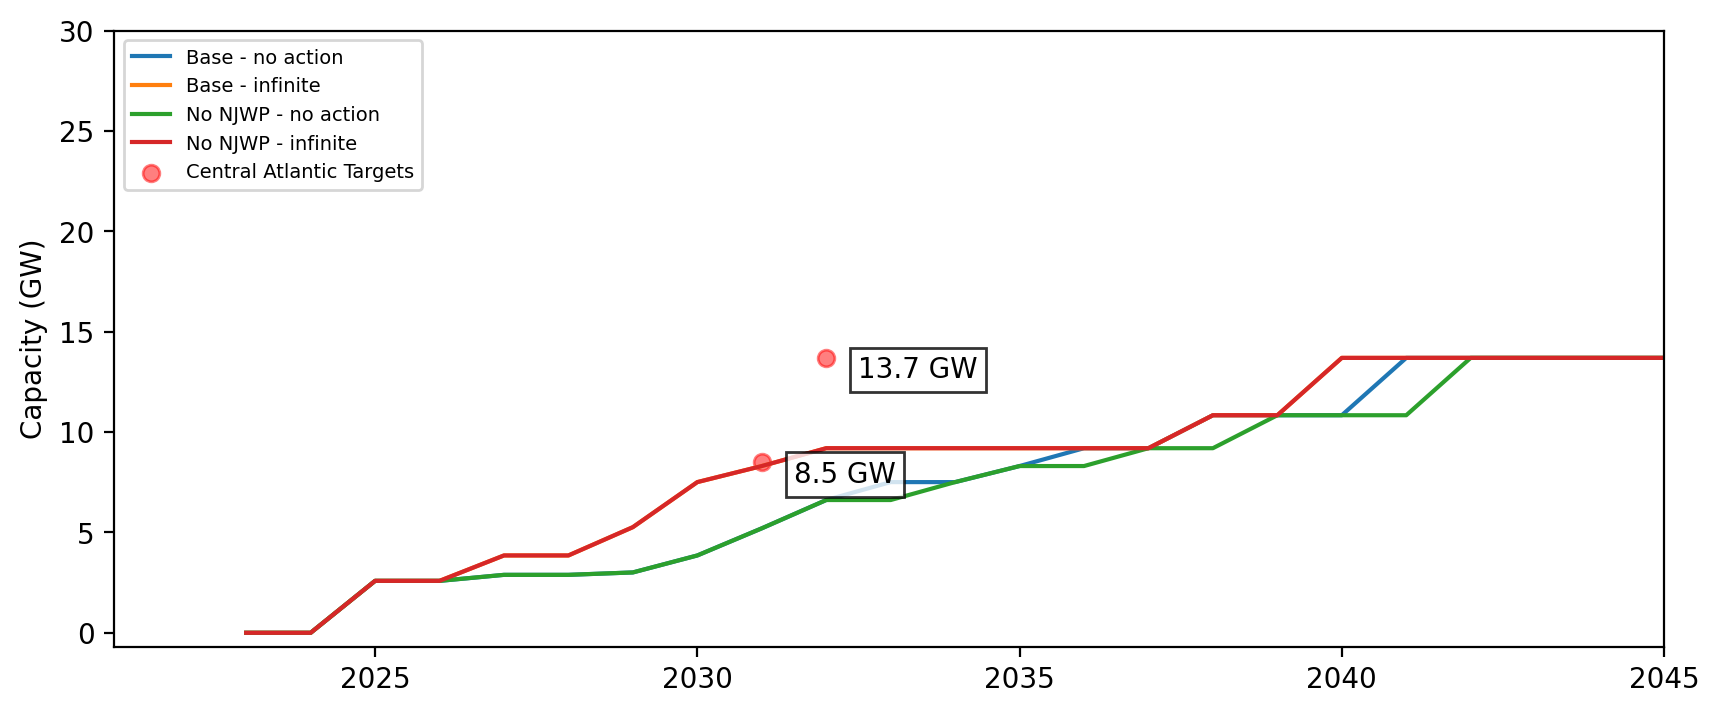 30
25
20
15
10
5
0
Capacity (GW)
Base - no action
Base - infinite
No NJWP - no action
No NJWP - infinite
Central Atlantic Targets
13.7 GW
8.5 GW
2025 2030 2035 2040 2045